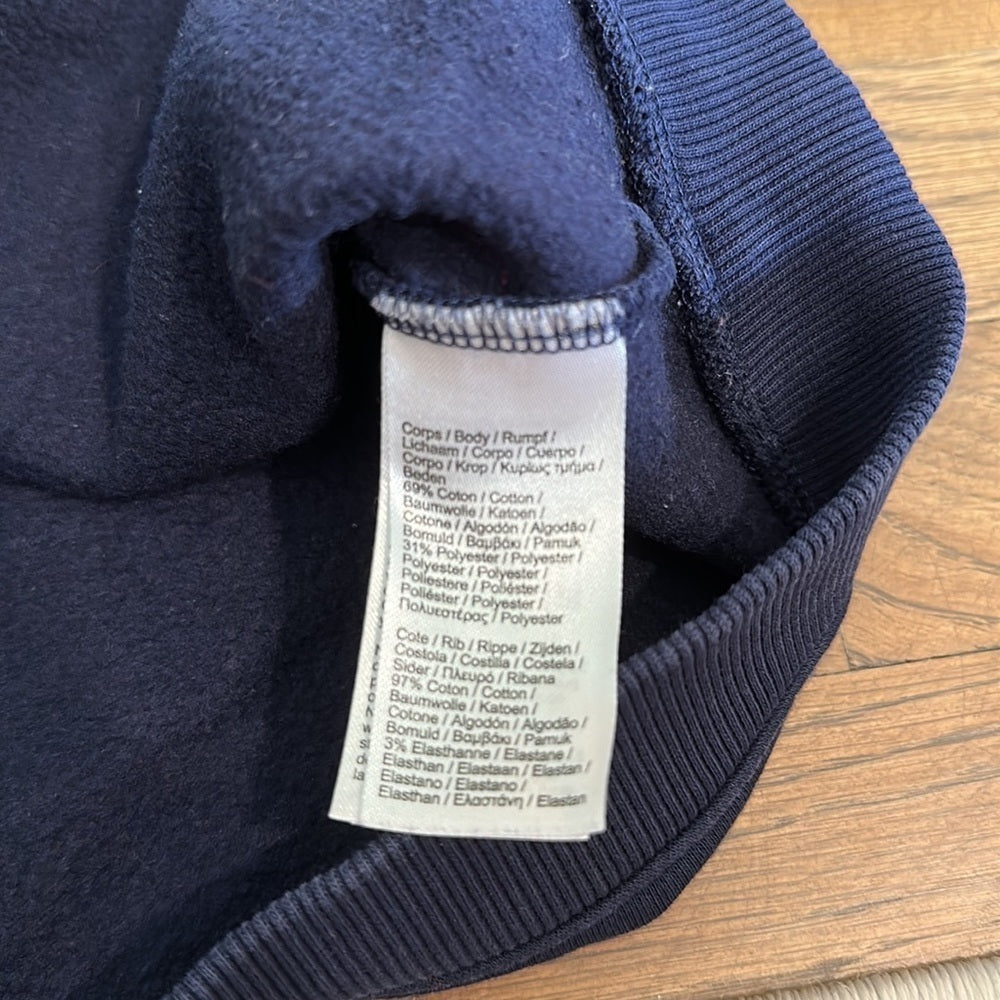 Corps / Body / Rumpf /
Lichaam / Corpo / Cuerpo /
Corpo / Krop / Κυρίως τμήμα /
Beden
69% Coton / Cotton /
Baumwolle / Katoen /
Cotone / Algodón / Algodão /
Bomuld / Βαμβάκι / Pamuk
31% Polyester / Polyester /
Polyester / Polyester /
Poliestere / Poliéster /
Poliéster / Polyester /
Πολυεστέρας / Polyester
Cote / Rib / Rippe / Zijden /
Costola / Costilla / Costela /
Sider / Πλευρό / Ribana
97% Coton / Cotton /
Baumwolle / Katoen /
Cotone / Algodón / Algodão /
Bomuld / Βαμβάκι / Pamuk
3% Elasthanne / Elastane /
Elasthan / Elastaan / Elastan /
Elastano / Elastano /
Elasthan / Ελαστάνη / Elastan